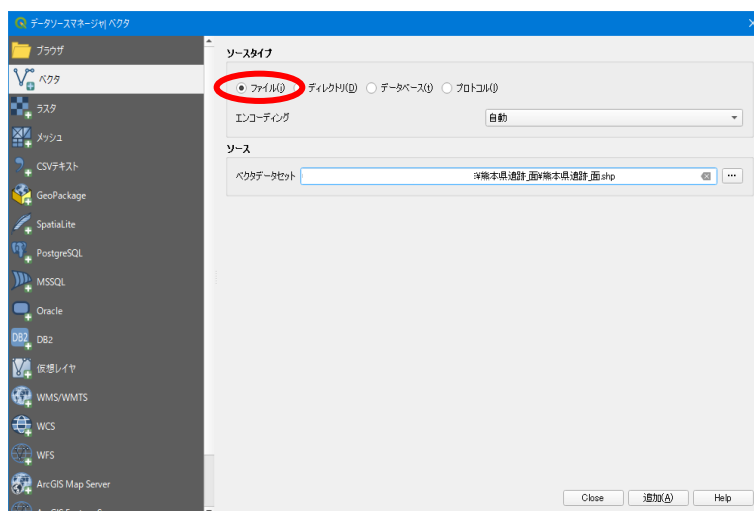 データソースマネージャ| ベクタ
ブラウザ
ベクタ
ラスタ
メッシュ
CSVテキスト
GeoPackage
SpatiaLite
PostgreSQL
MSSQL
Oracle
DB2
仮想レイヤ
WMS/WMTS
WCS
WFS
ArcGIS Map Server
ソースタイプ
ファイル(i) ディレクトリ(D) データベース(t) プロトコル(l)
エンコーディング 自動
ソース
ベクタデータセット :¥熊本県遺跡_面¥熊本県遺跡_面.shp ...
Close 追加(A) Help